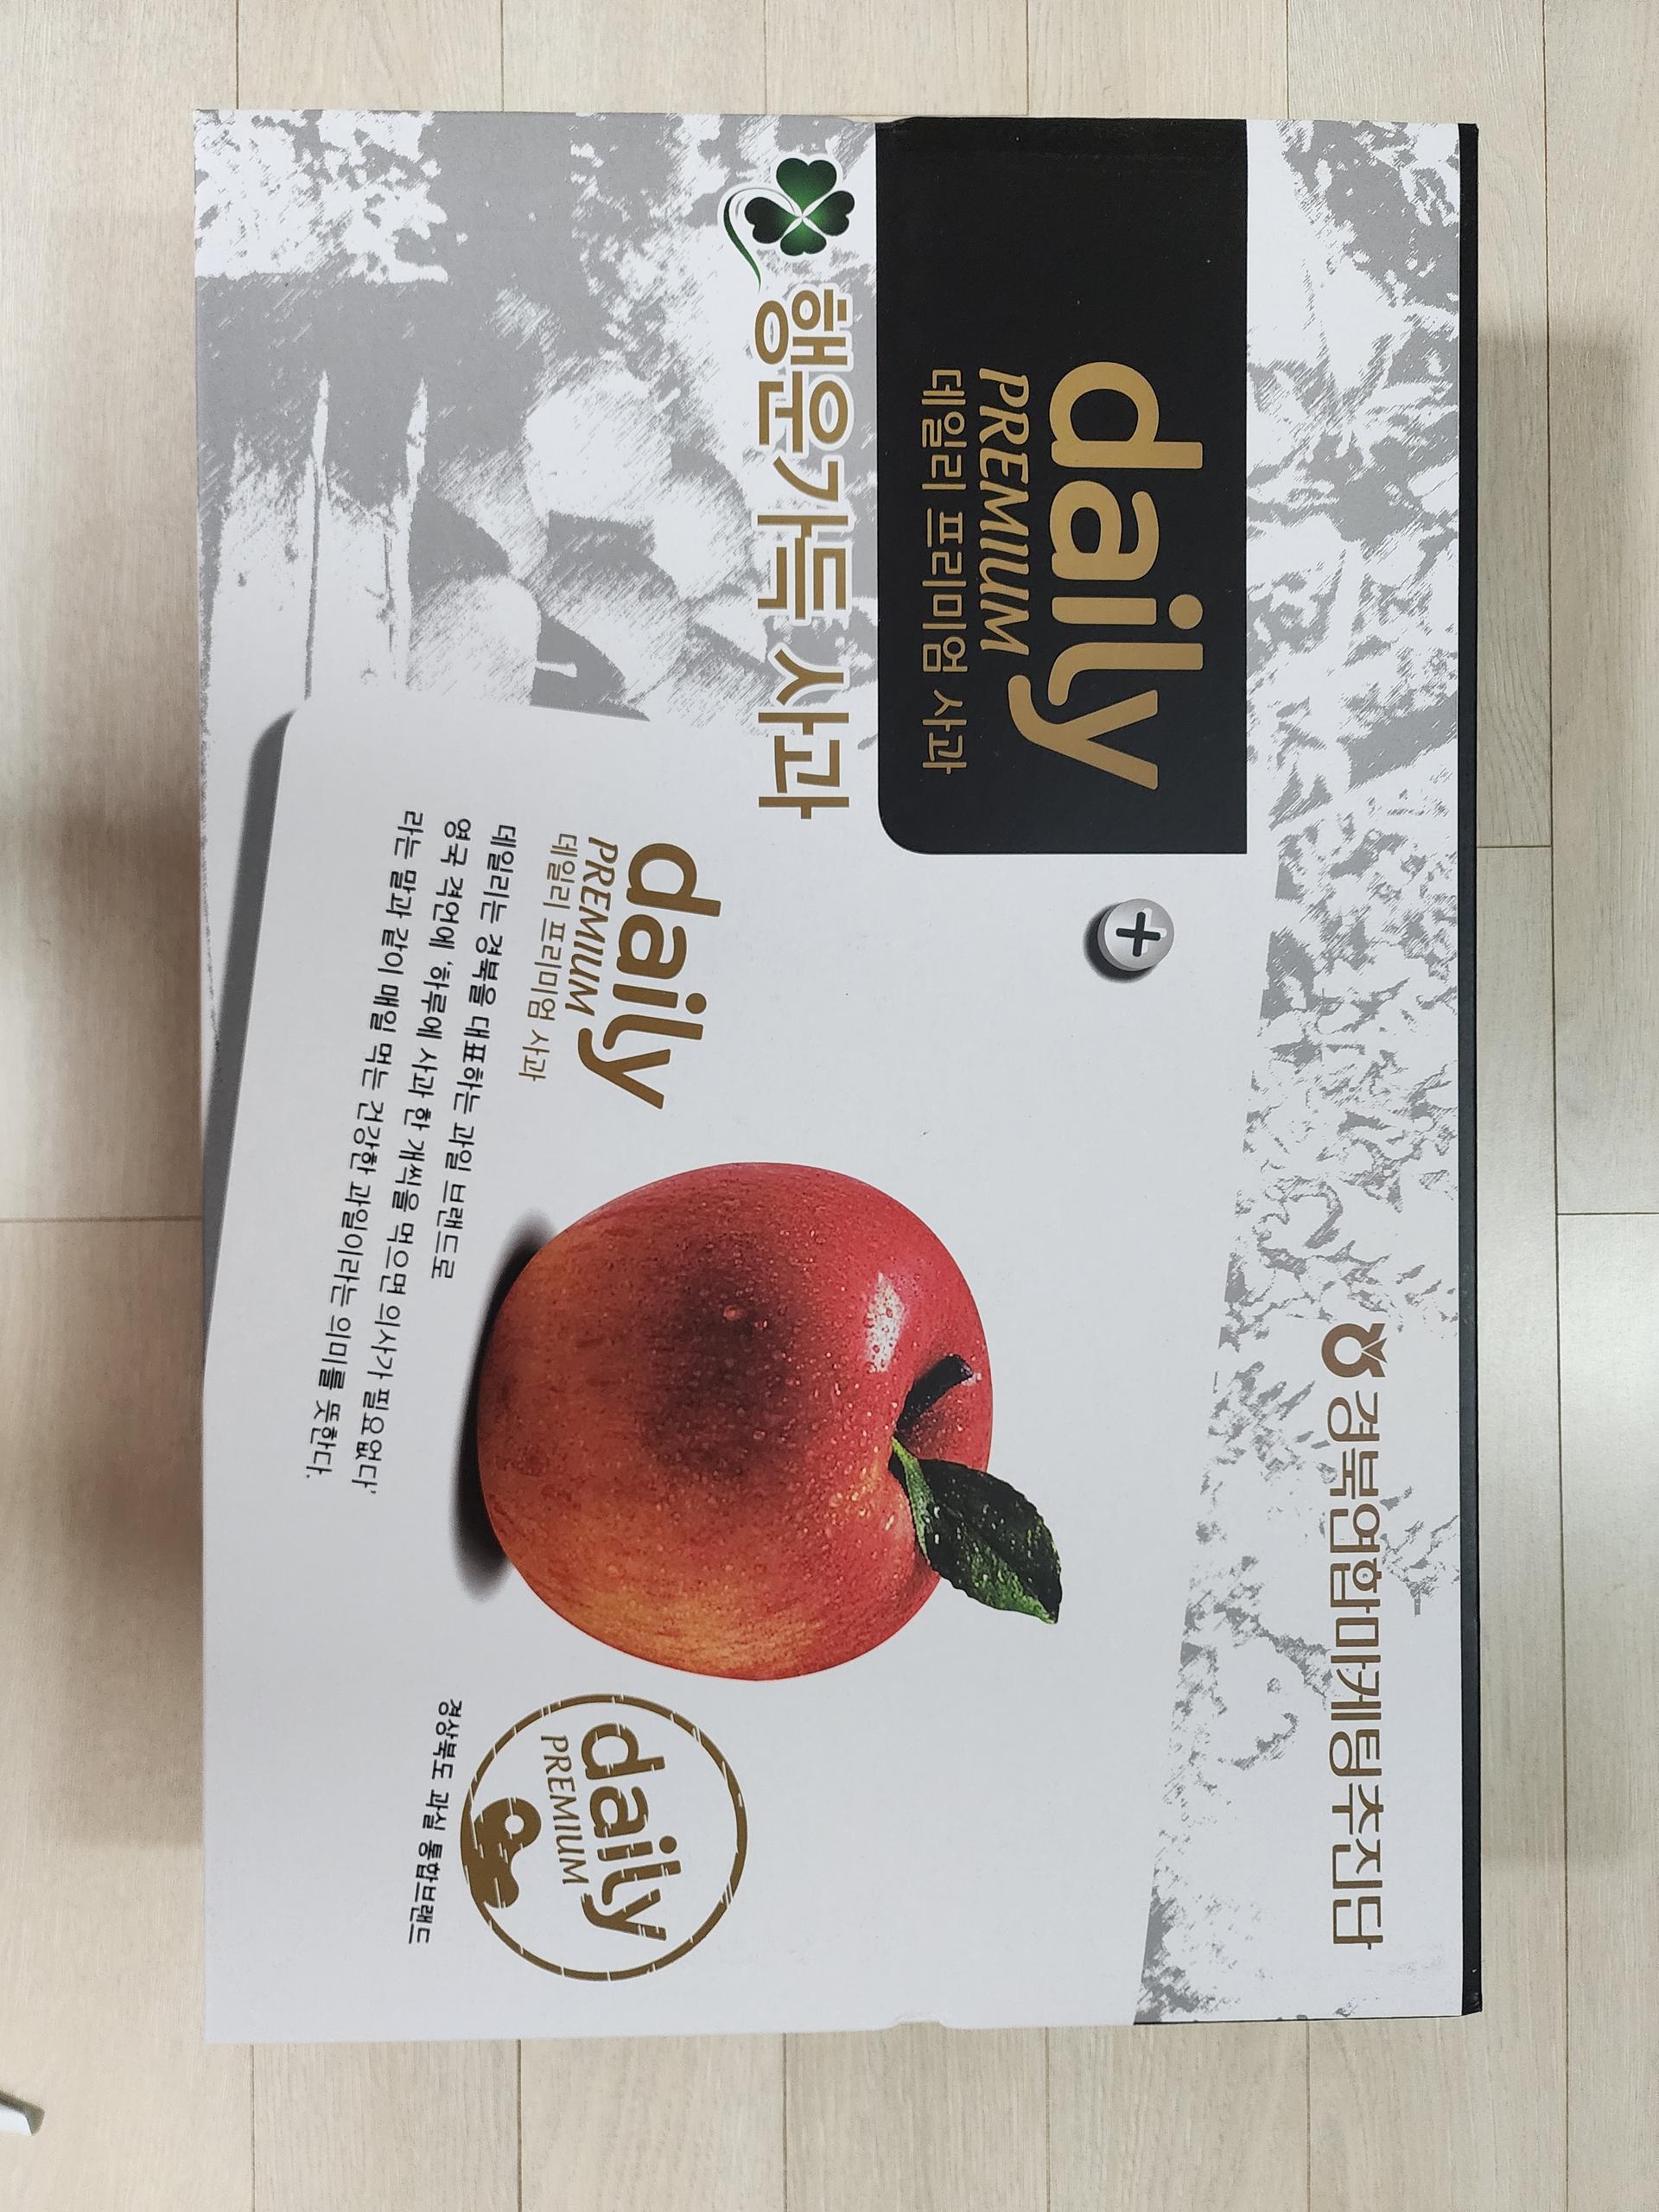 daily
PREMIUM
데일리 프리미엄 사과
행운가득 사과
경북연합마케팅추진단
daily
PREMIUM
데일리 프리미엄 사과
데일리는 경북을 대표하는 과일 브랜드로
영국 격언에 '하루에 사과 한 개씩을 먹으면 의사가 필요없다'
라는 말과 같이 매일 먹는 건강한 과일이라는 의미를 뜻한다.
daily
PREMIUM
경상북도 과실 통합브랜드